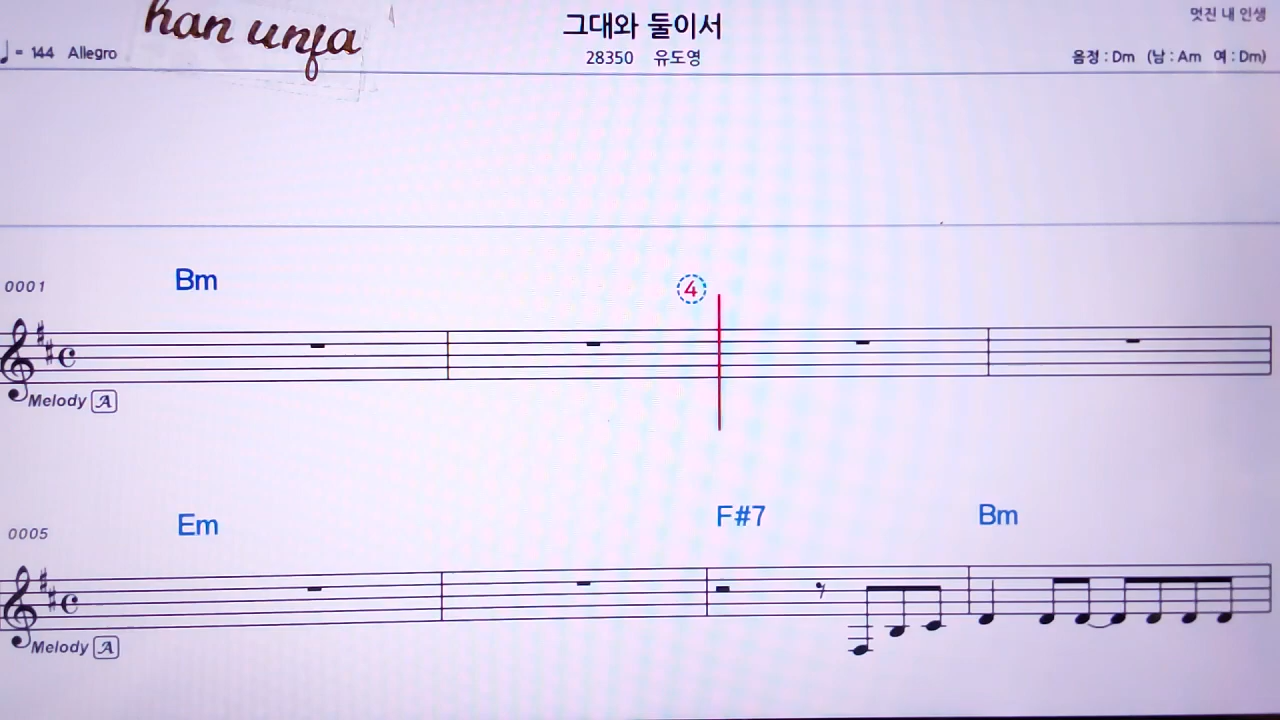 han unja
그대와 둘이서
멋진 내 인생
♩= 144 Allegro
28350 유도영
음정 : Dm (남 : Am 여 : Dm)
0001 Bm
4
Melody A
0005 Em F#7 Bm
Melody A